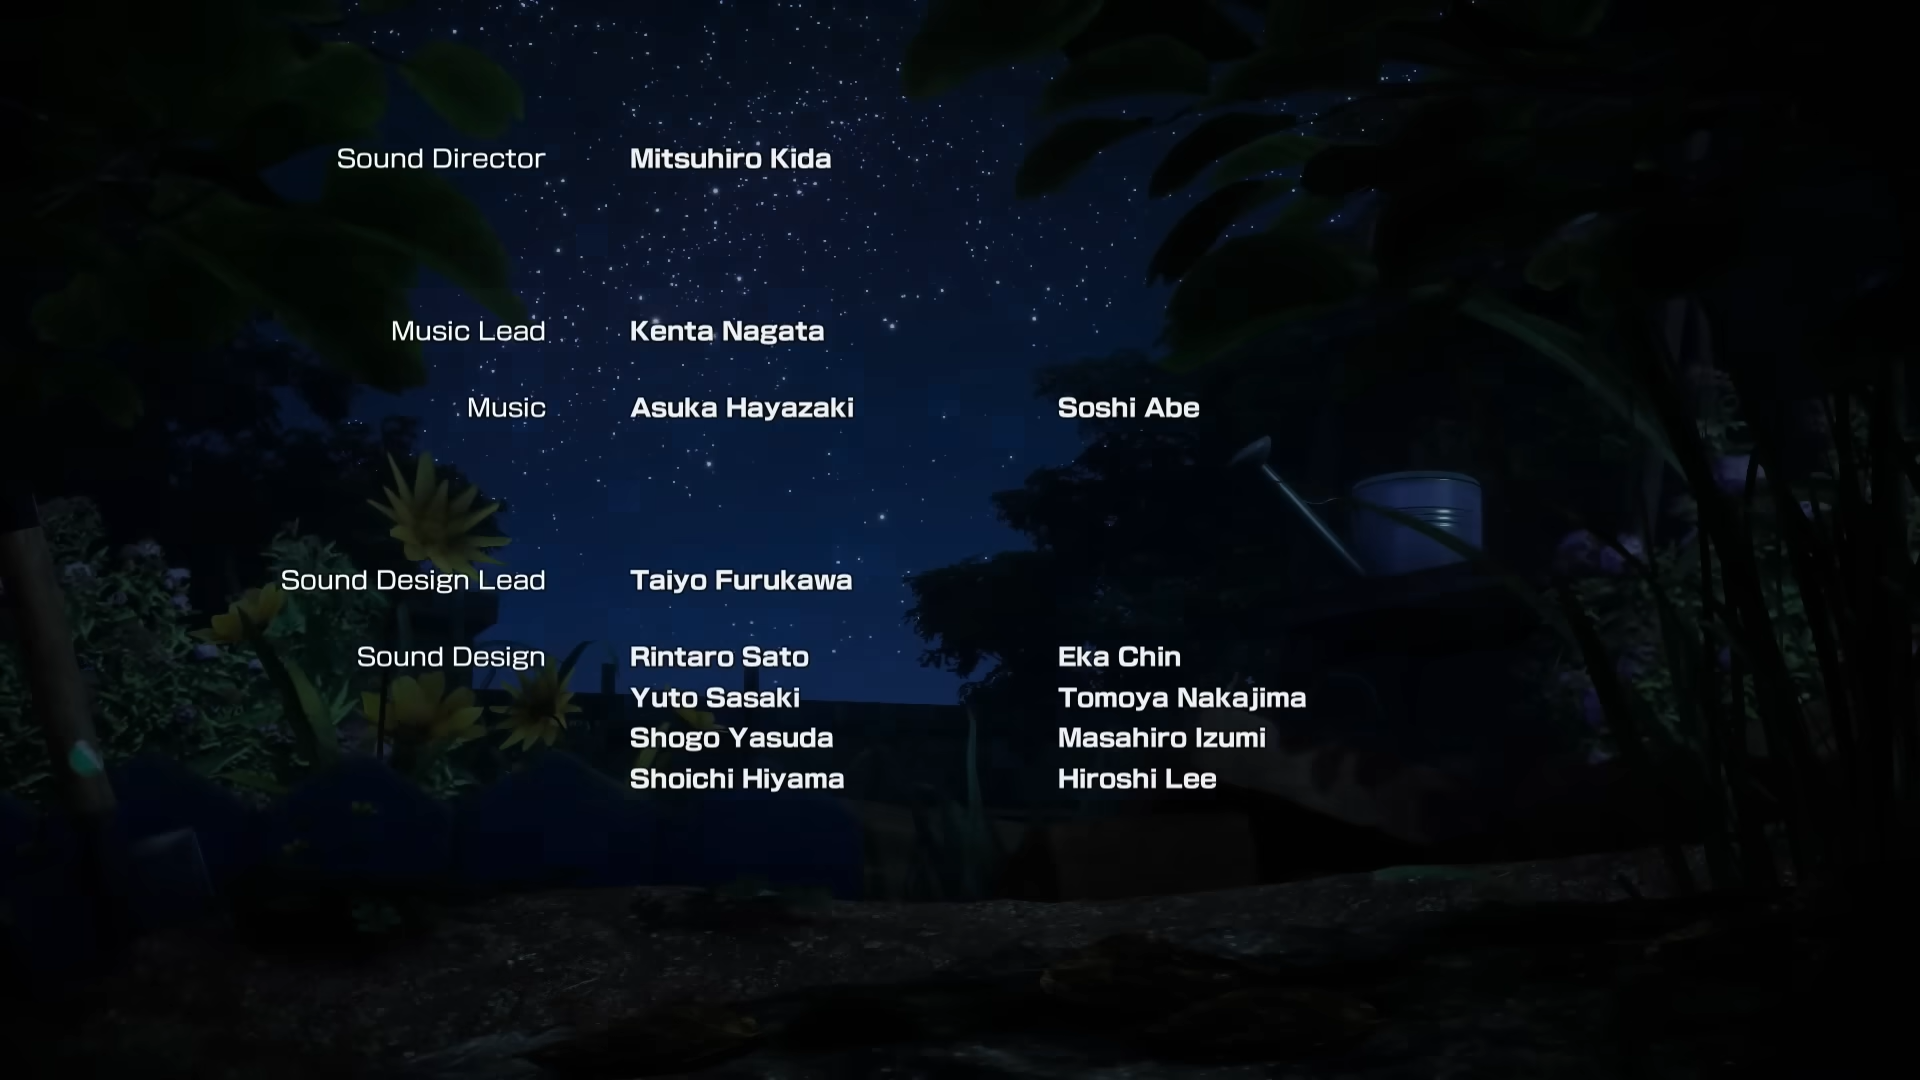 Sound Director Mitsuhiro Kida
Music Lead Kenta Nagata
Music Asuka Hayazaki Soshi Abe
Sound Design Lead Taiyo Furukawa
Sound Design Rintaro Sato Eka Chin
Yuto Sasaki Tomoya Nakajima
Shogo Yasuda Masahiro Izumi
Shoichi Hiyama Hiroshi Lee